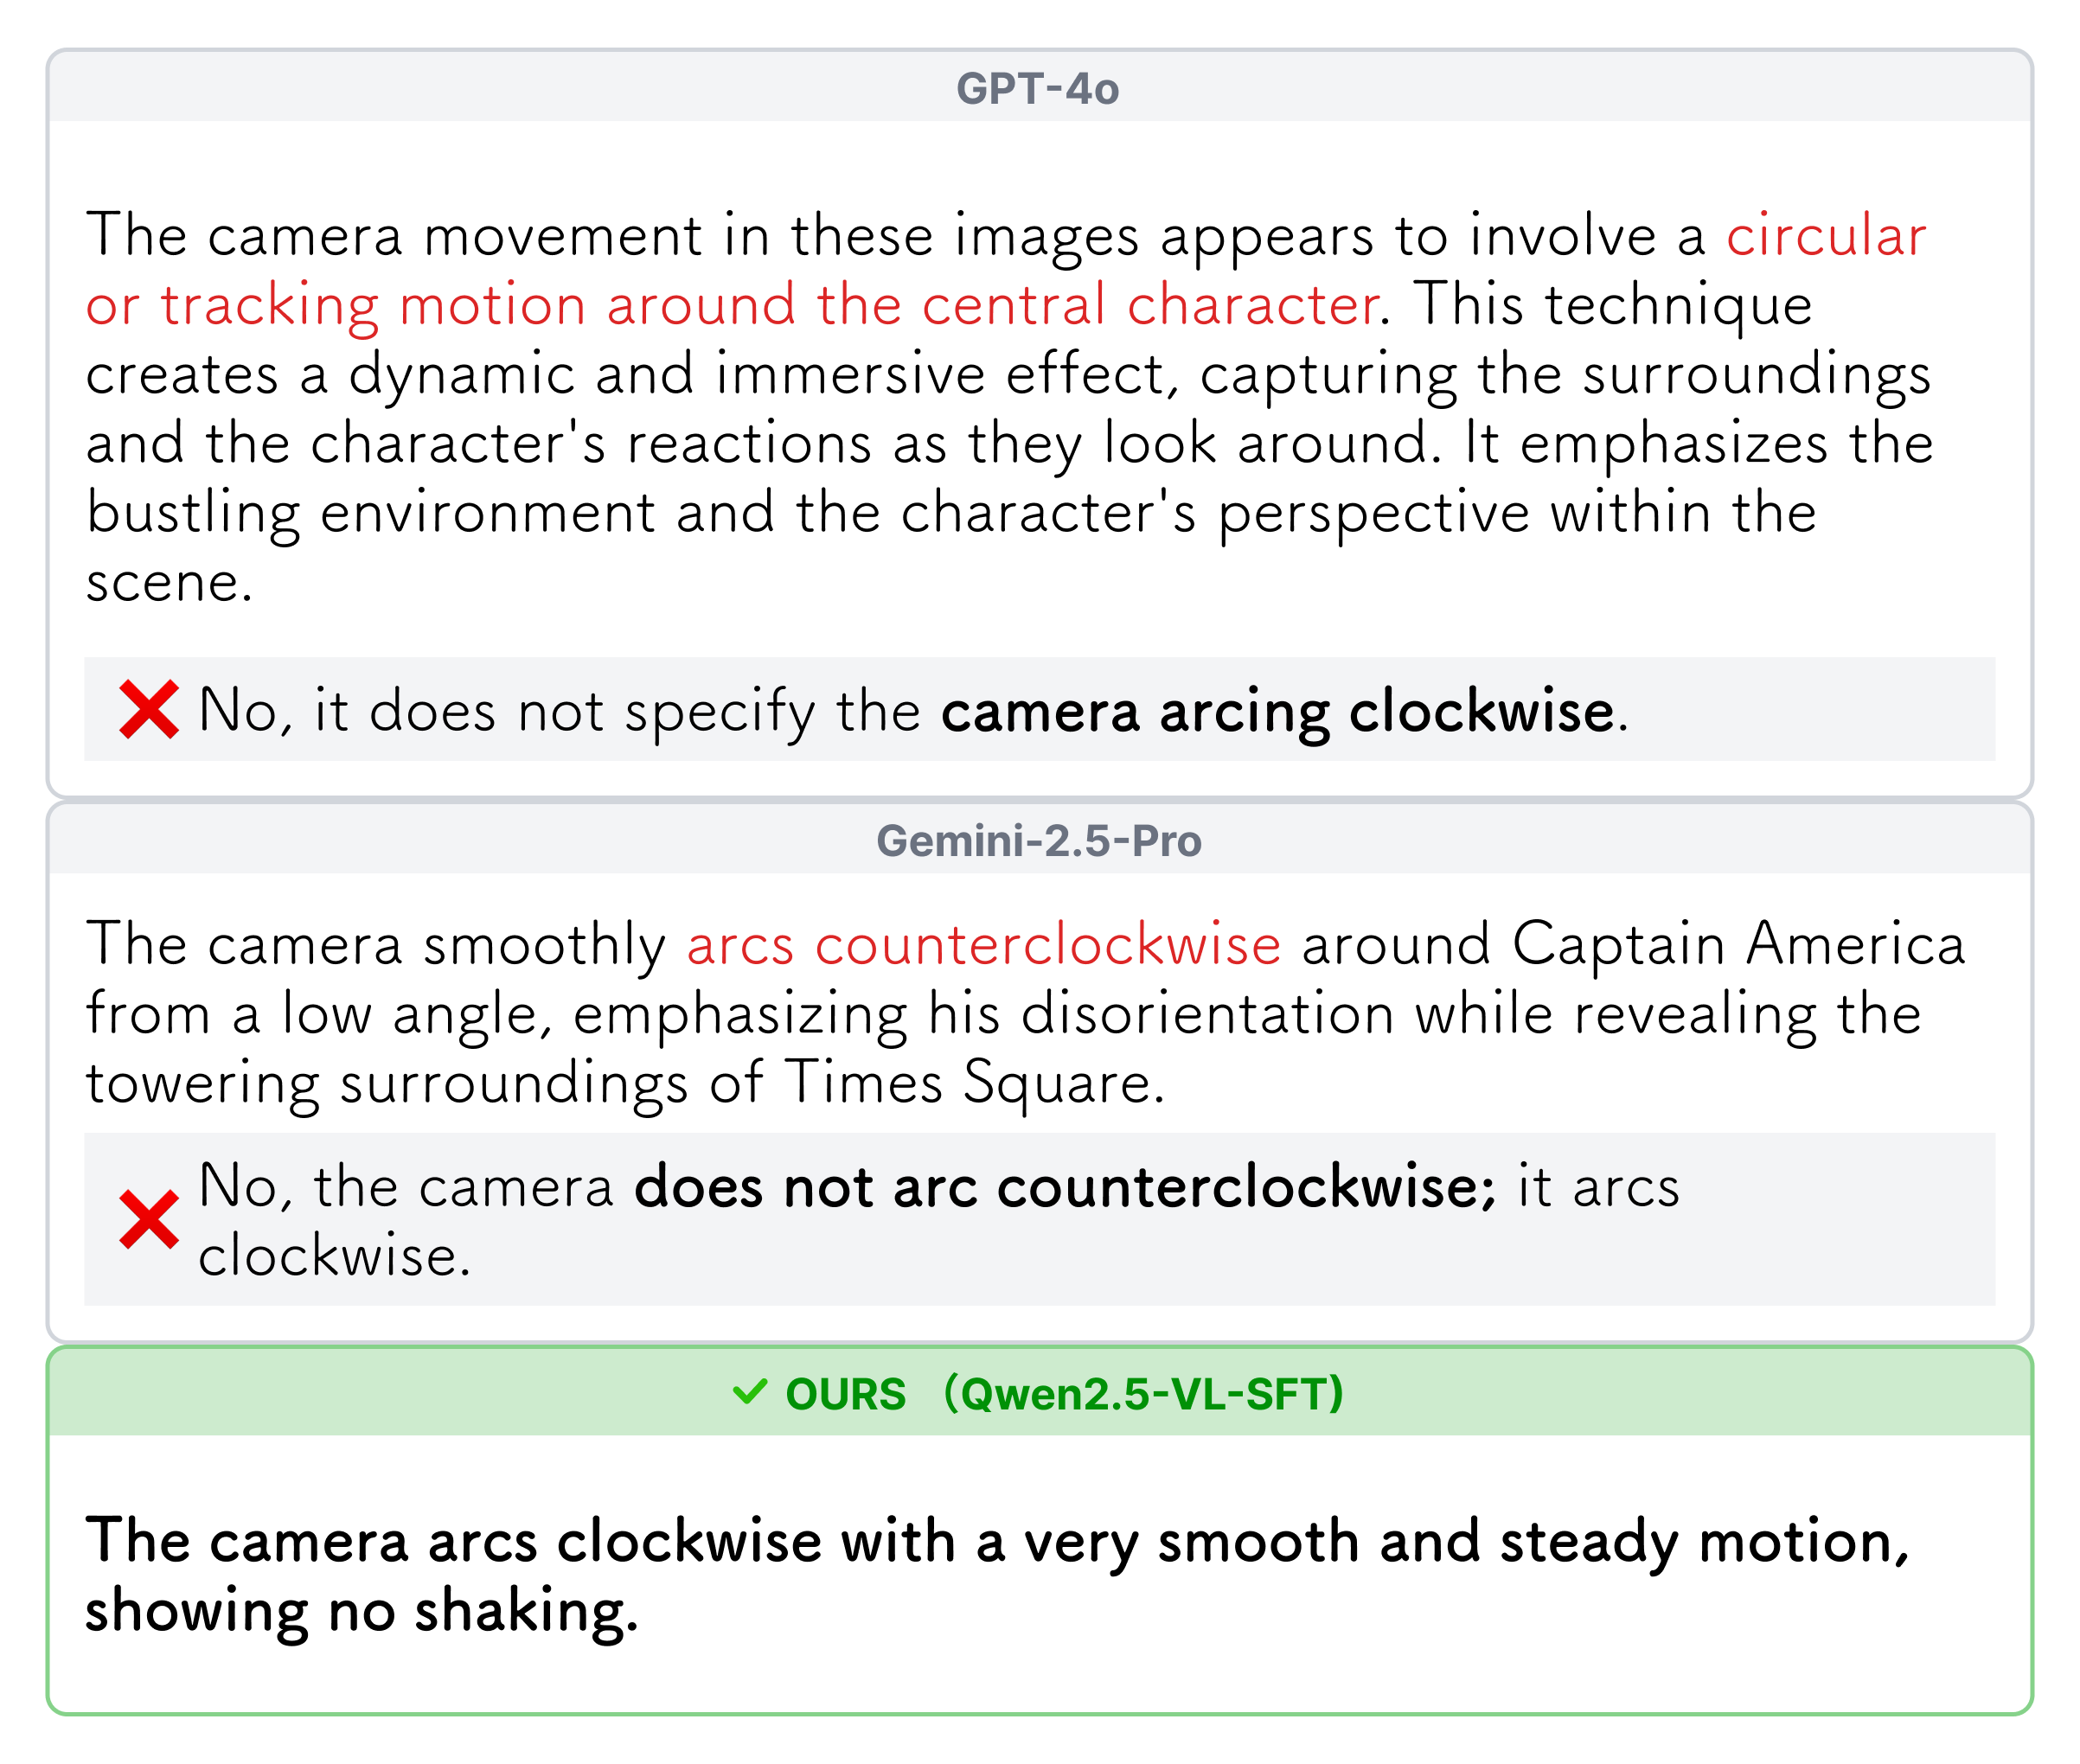 GPT-4o
The camera movement in these images appears to involve a circular
or tracking motion around the central character. This technique
creates a dynamic and immersive effect, capturing the surroundings
and the character's reactions as they look around. It emphasizes the
bustling environment and the character's perspective within the
scene.
No, it does not specify the camera arcing clockwise.
Gemini-2.5-Pro
The camera smoothly arcs counterclockwise around Captain America
from a low angle, emphasizing his disorientation while revealing the
towering surroundings of Times Square.
No, the camera does not arc counterclockwise; it arcs
clockwise.
OURS (Qwen2.5-VL-SFT)
The camera arcs clockwise with a very smooth and steady motion,
showing no shaking.